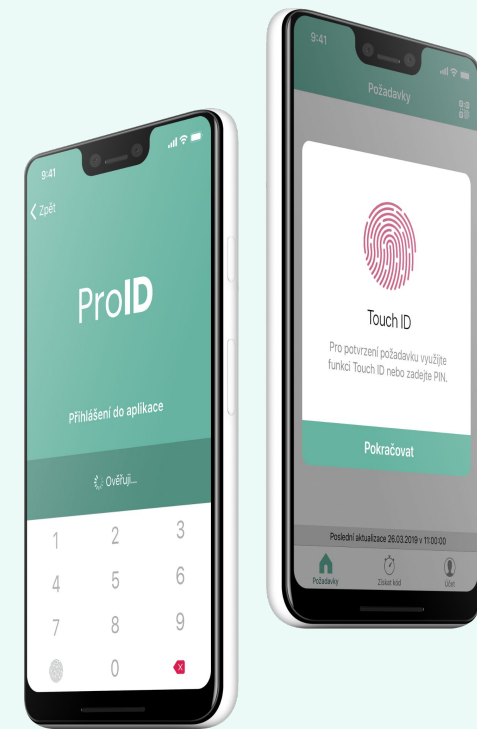 9:41
Zpět
ProID
Přihlášení do aplikace
Ověřuji...
1 2 3
4 5 6
7 8 9
0
9:41
Požadavky
Touch ID
Pro potvrzení požadavku využijte
funkci Touch ID nebo zadejte PIN.
Pokračovat
Poslední aktualizace 26.03.2019 v 11:00:00
Požadavky Získat kód Účet